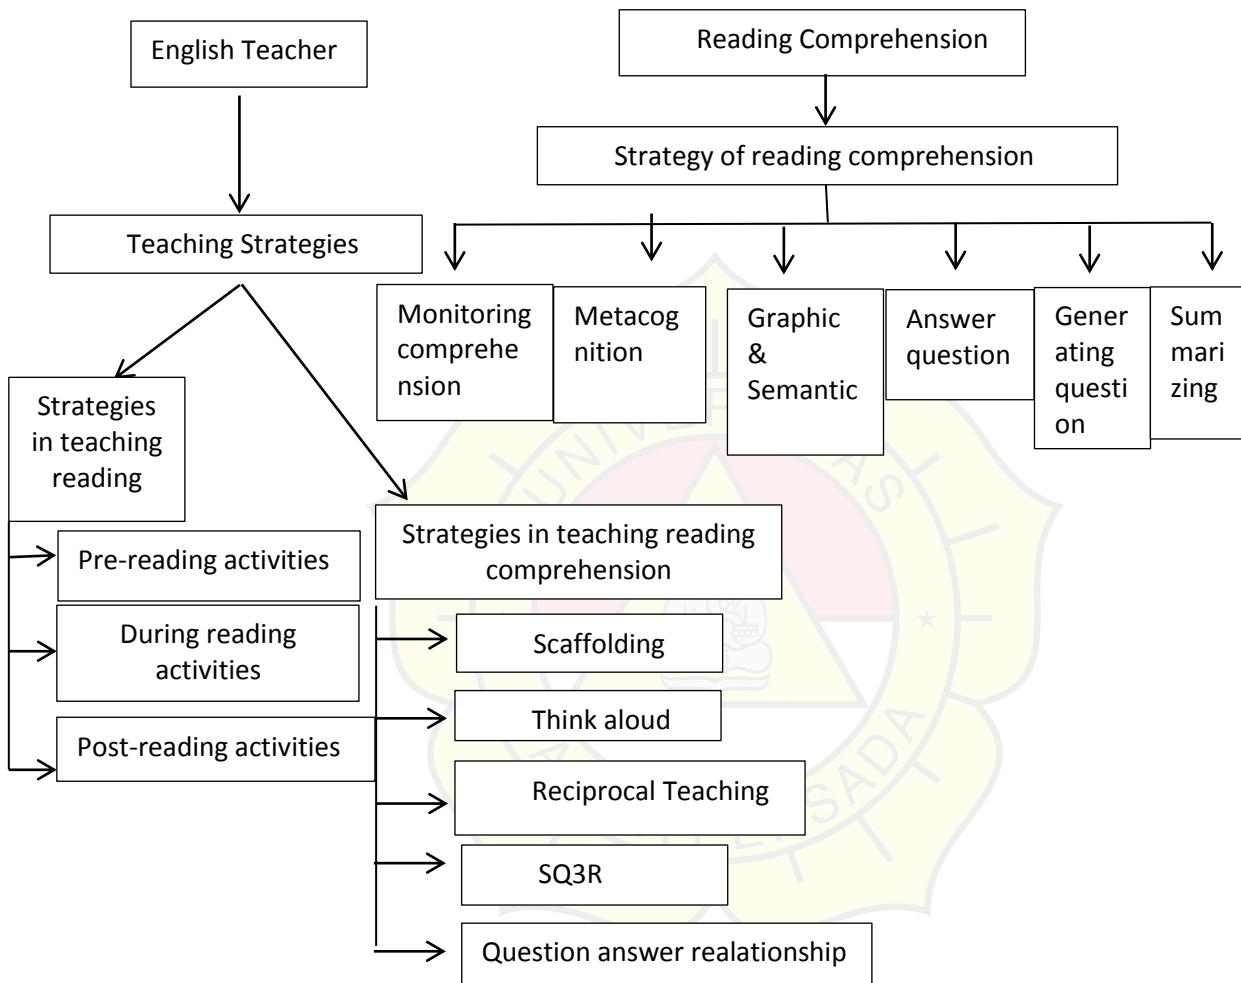 English Teacher
Reading Comprehension
Strategy of reading comprehension
Teaching Strategies
Monitoring
comprehe
nsion
Metacog
nition
Graphic
&
Semantic
Answer
question
Gener
ating
questi
on
Sum
mari
zing
Strategies
in teaching
reading
Pre-reading activities
During reading
activities
Post-reading activities
Strategies in teaching reading
comprehension
Scaffolding
Think aloud
Reciprocal Teaching
SQ3R
Question answer realationship